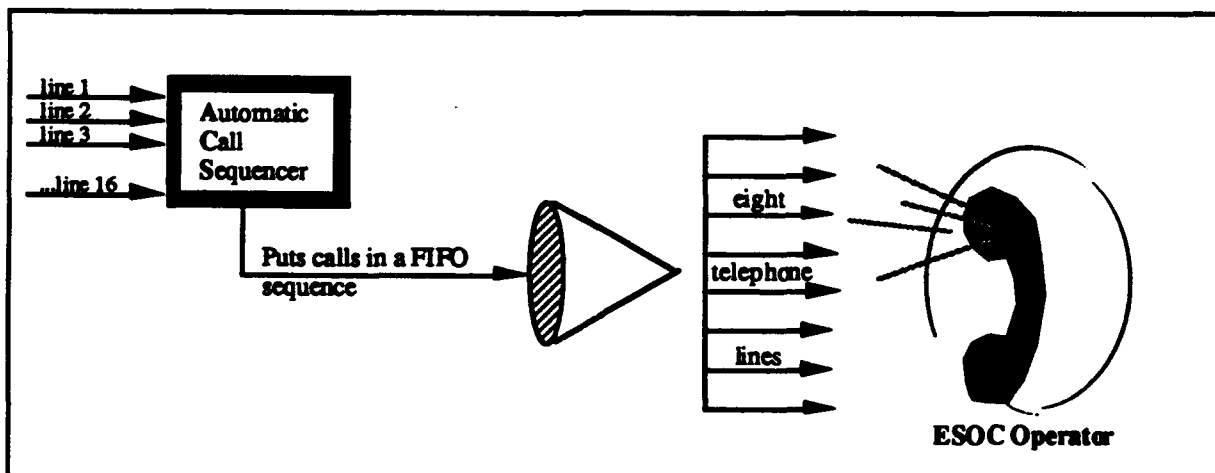 line 1
line 2
line 3
...line 16
Automatic
Call
Sequencer
Puts calls in a FIFO
sequence
eight
telephone
lines
ESOC Operator